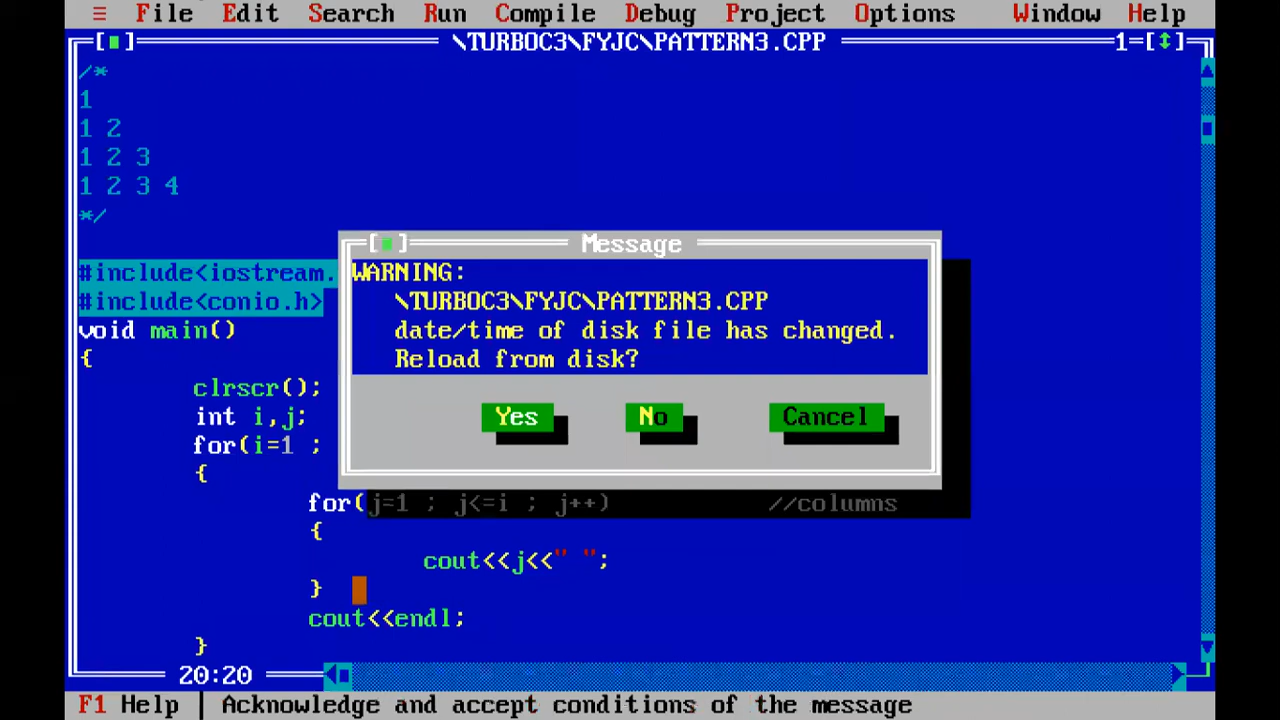 ≡ File Edit Search Run Compile Debug Project Options Window Help
[■] \TURBOC3\FYJC\PATTERN3.CPP 1=[↕]
/*
1
1 2
1 2 3
1 2 3 4
*/
#include<iostream.
#include<conio.h>
void main()
{
clrscr();
int i,j;
for(i=1 ;
{
for(j=1 ; j<=i ; j++) //columns
{
cout<<j<<" ";
}
cout<<endl;
}
[■] Message
WARNING:
\TURBOC3\FYJC\PATTERN3.CPP
date/time of disk file has changed.
Reload from disk?
Yes No Cancel
20:20
F1 Help | Acknowledge and accept conditions of the message